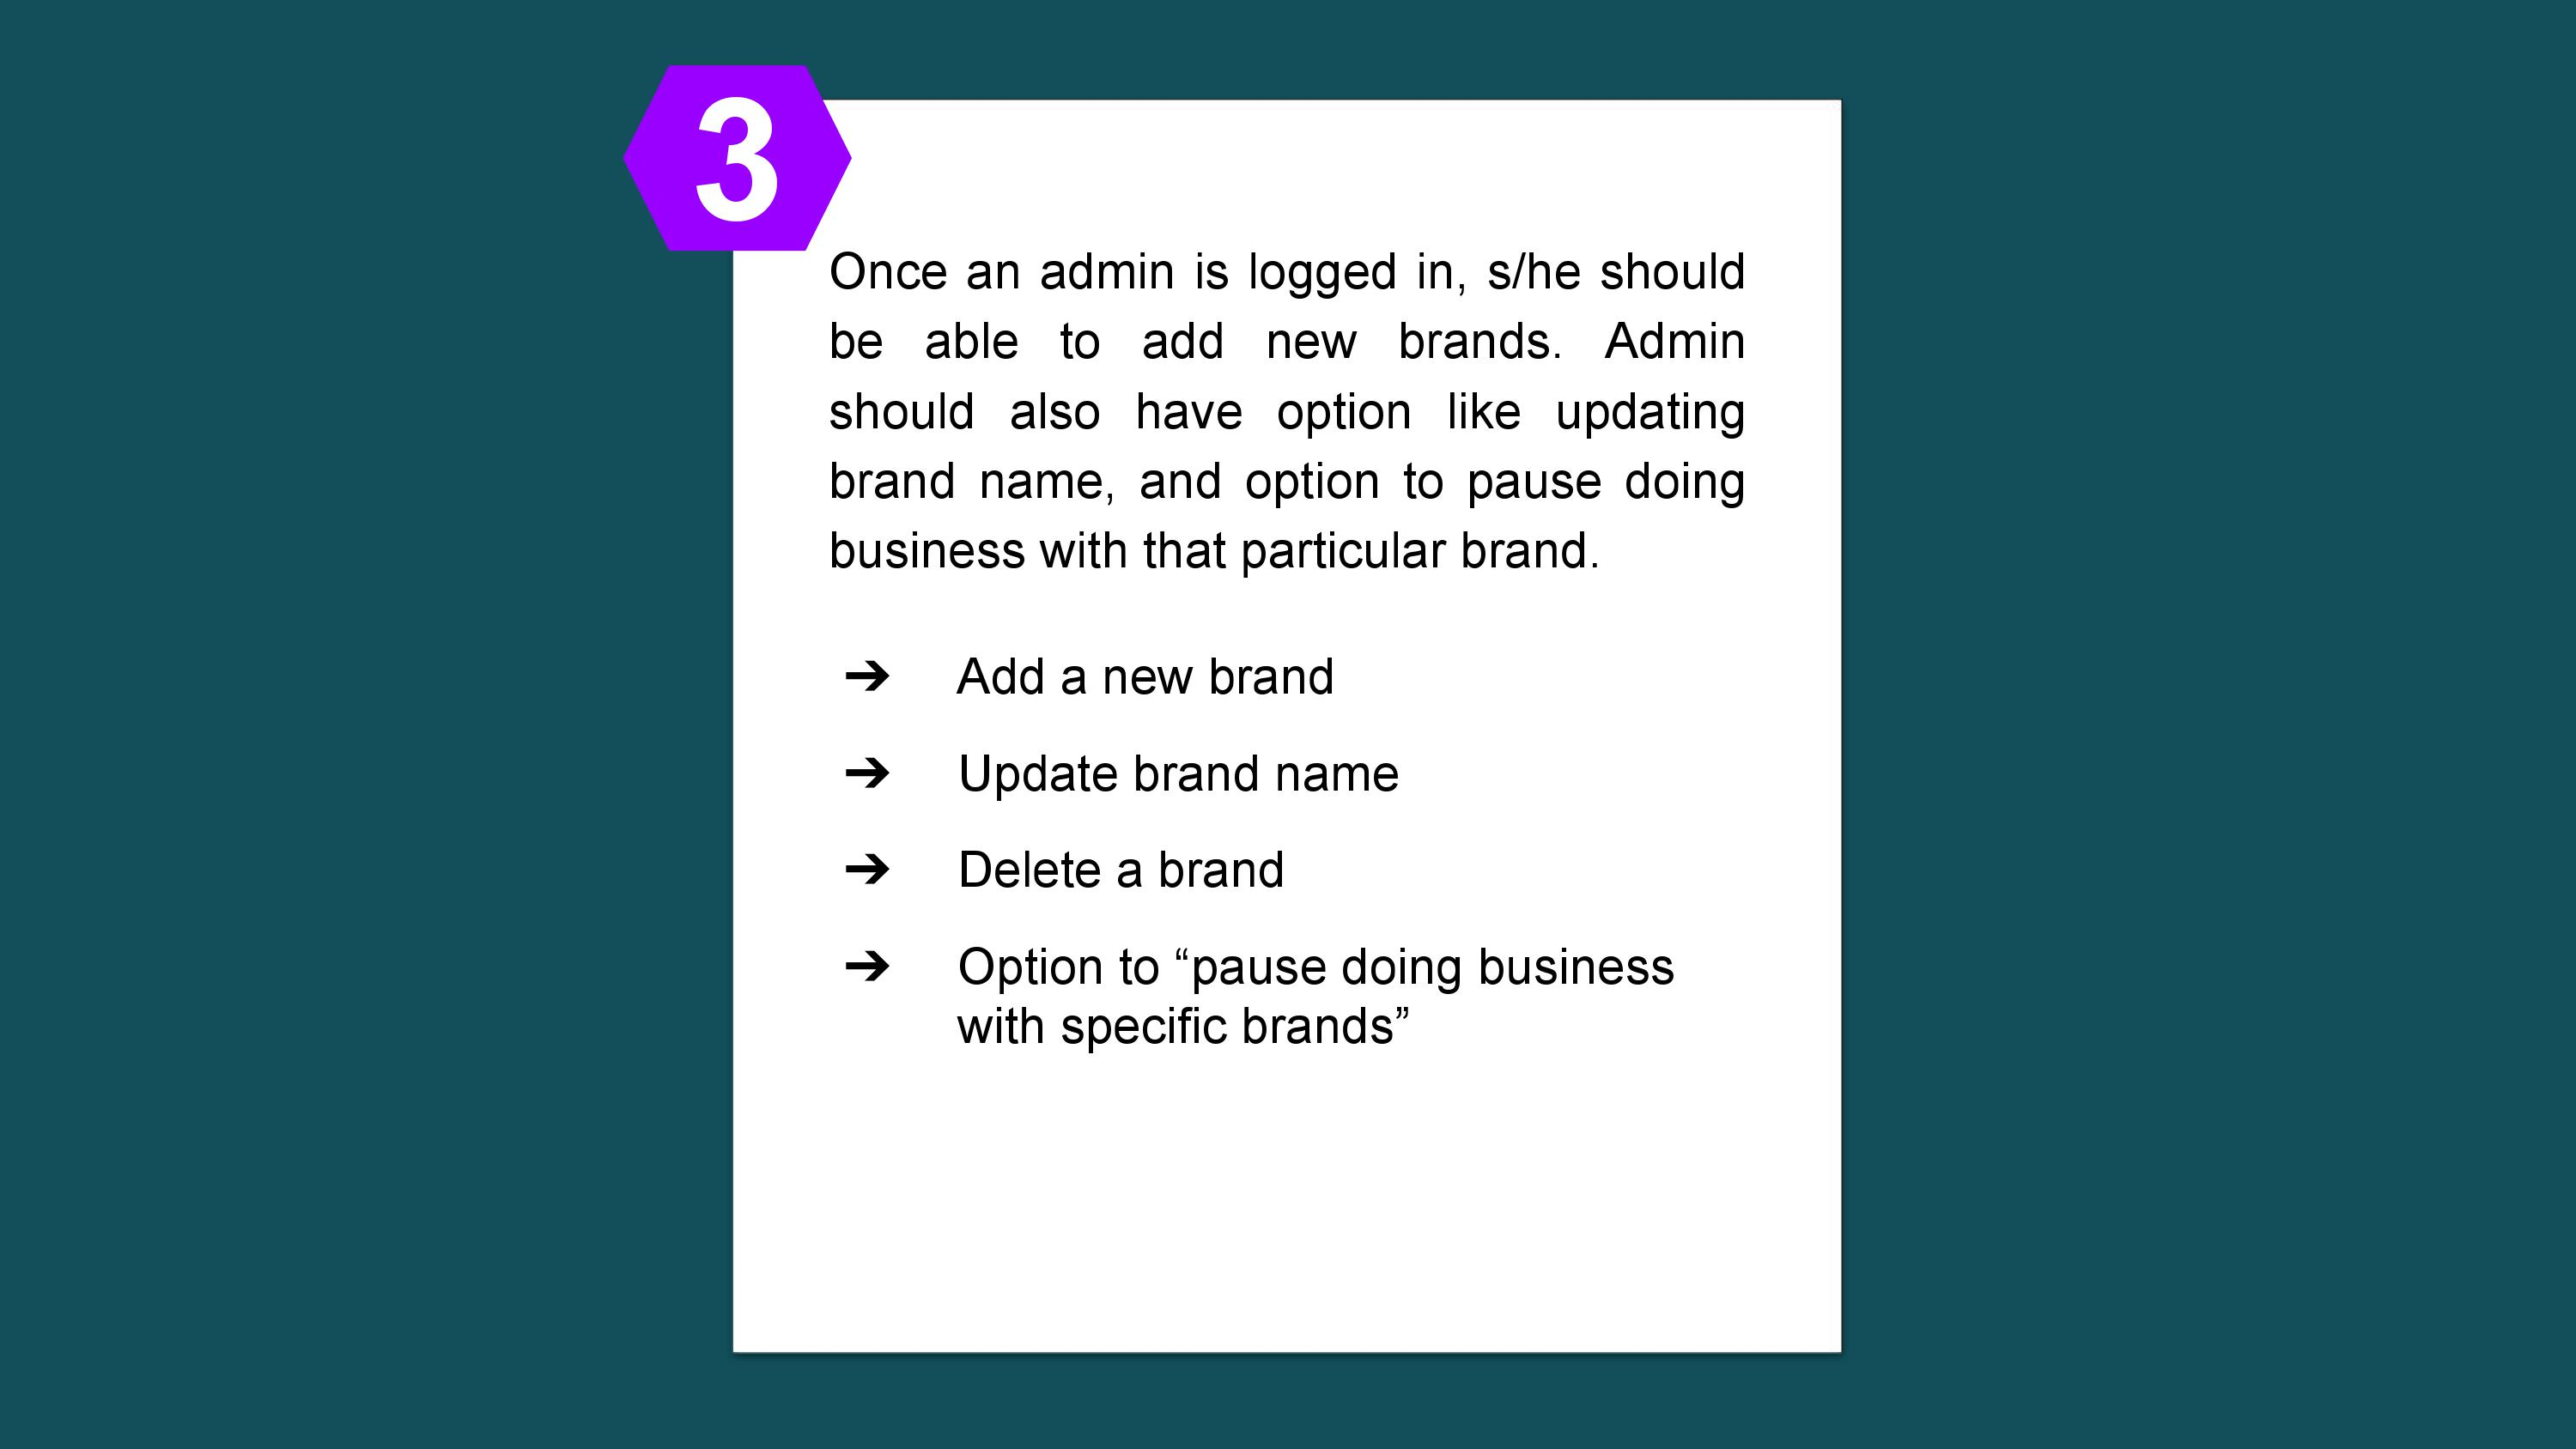 3
Once an admin is logged in, s/he should
be able to add new brands. Admin
should also have option like updating
brand name, and option to pause doing
business with that particular brand.
➔ Add a new brand
➔ Update brand name
➔ Delete a brand
➔ Option to “pause doing business
with specific brands”